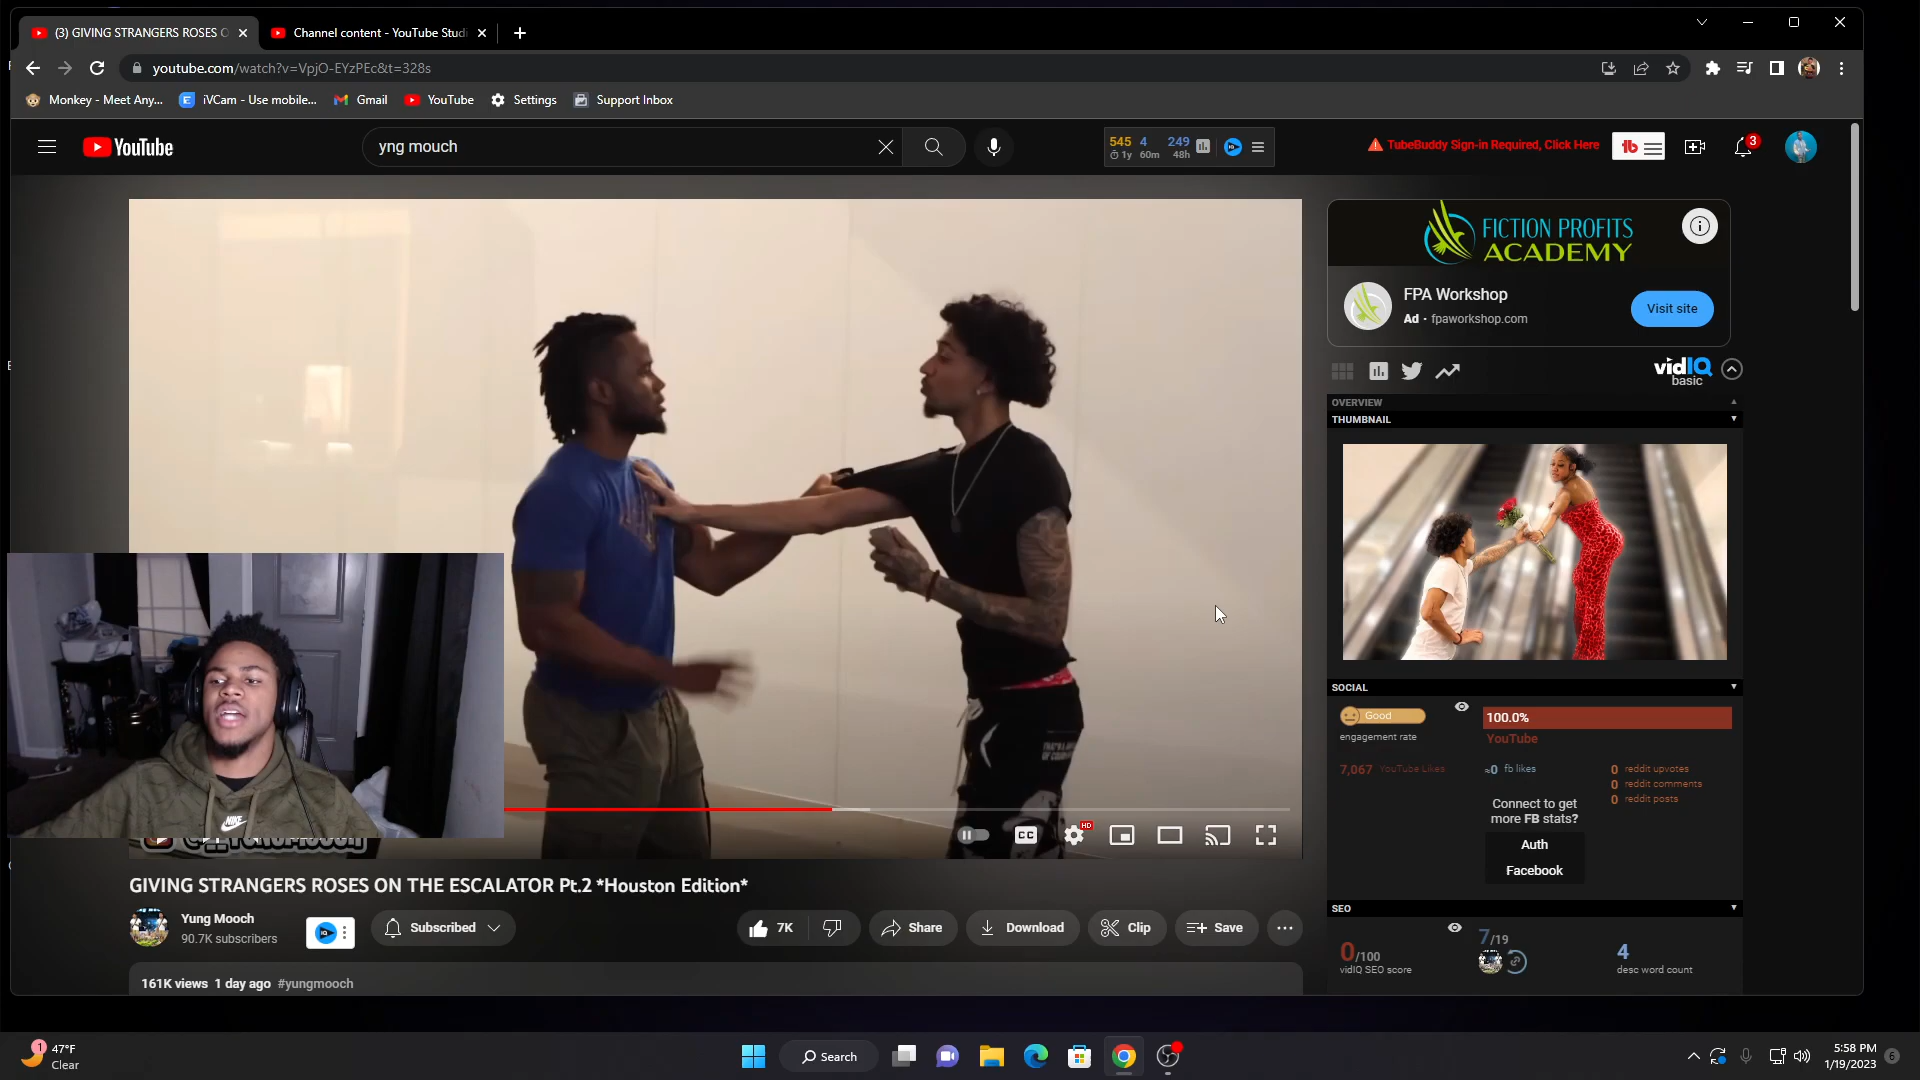 (3) GIVING STRANGERS ROSES O
Channel content - YouTube Studi
youtube.com/watch?v=VpjO-EYzPEc&t=328s
Monkey - Meet Any...
iVCam - Use mobile...
Gmail
YouTube
Settings
Support Inbox
YouTube
yng mouch
545 4 249
1y 60m 48h
TubeBuddy Sign-in Required, Click Here
tb
3
FICTION PROFITS
ACADEMY
FPA Workshop
Ad · fpaworkshop.com
Visit site
vidIQ
basic
OVERVIEW
THUMBNAIL
SOCIAL
Good
engagement rate
100.0%
YouTube
7,067 YouTube Likes
≈0 fb likes
0 reddit upvotes
0 reddit comments
0 reddit posts
Connect to get
more FB stats?
Auth
Facebook
SEO
0/100
vidIQ SEO score
7/19
4
desc word count
NIKE
CC
HD
GIVING STRANGERS ROSES ON THE ESCALATOR Pt.2 *Houston Edition*
Yung Mooch
90.7K subscribers
Subscribed
7K
Share
Download
Clip
Save
161K views 1 day ago #yungmooch
1
47°F
Clear
Search
5:58 PM
1/19/2023
6